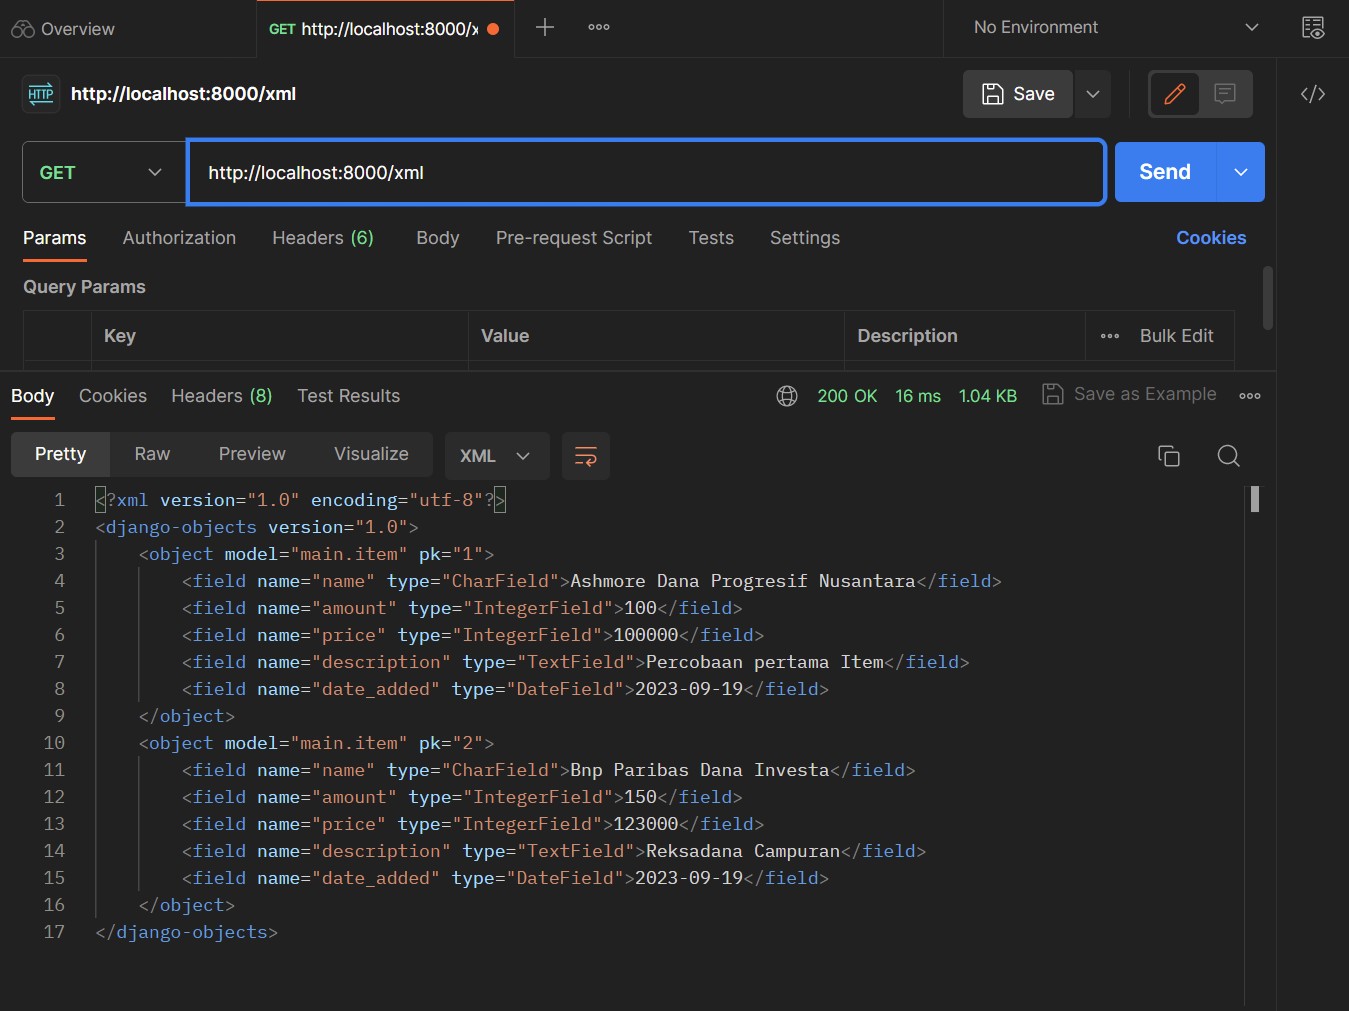 Overview
GET http://localhost:8000/x
No Environment
HTTP http://localhost:8000/xml
Save
GET
http://localhost:8000/xml
Send
Params Authorization Headers (6) Body Pre-request Script Tests Settings Cookies
Query Params
Key Value Description Bulk Edit
Body Cookies Headers (8) Test Results 200 OK 16 ms 1.04 KB Save as Example
Pretty Raw Preview Visualize XML
1 <?xml version="1.0" encoding="utf-8"?>
2 <django-objects version="1.0">
3     <object model="main.item" pk="1">
4         <field name="name" type="CharField">Ashmore Dana Progresif Nusantara</field>
5         <field name="amount" type="IntegerField">100</field>
6         <field name="price" type="IntegerField">100000</field>
7         <field name="description" type="TextField">Percobaan pertama Item</field>
8         <field name="date_added" type="DateField">2023-09-19</field>
9     </object>
10     <object model="main.item" pk="2">
11         <field name="name" type="CharField">Bnp Paribas Dana Investa</field>
12         <field name="amount" type="IntegerField">150</field>
13         <field name="price" type="IntegerField">123000</field>
14         <field name="description" type="TextField">Reksadana Campuran</field>
15         <field name="date_added" type="DateField">2023-09-19</field>
16     </object>
17 </django-objects>